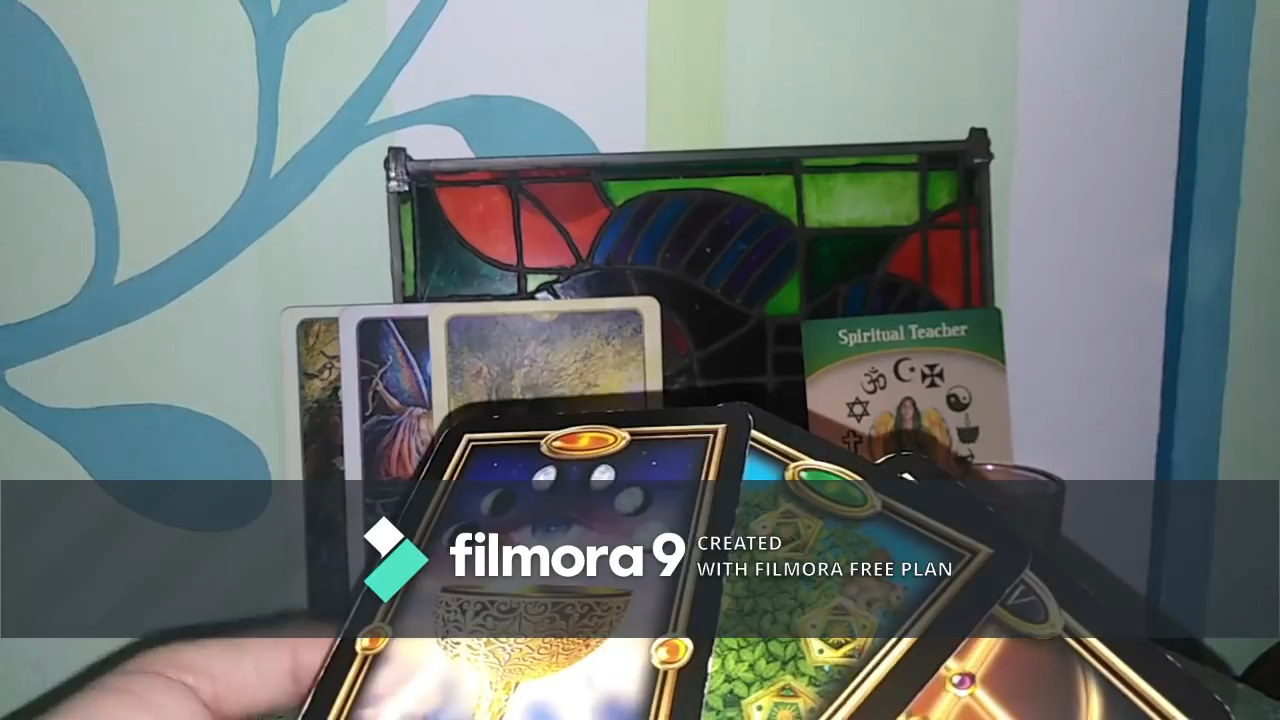 Spiritual Teacher
filmora9
CREATED
WITH FILMORA FREE PLAN
V